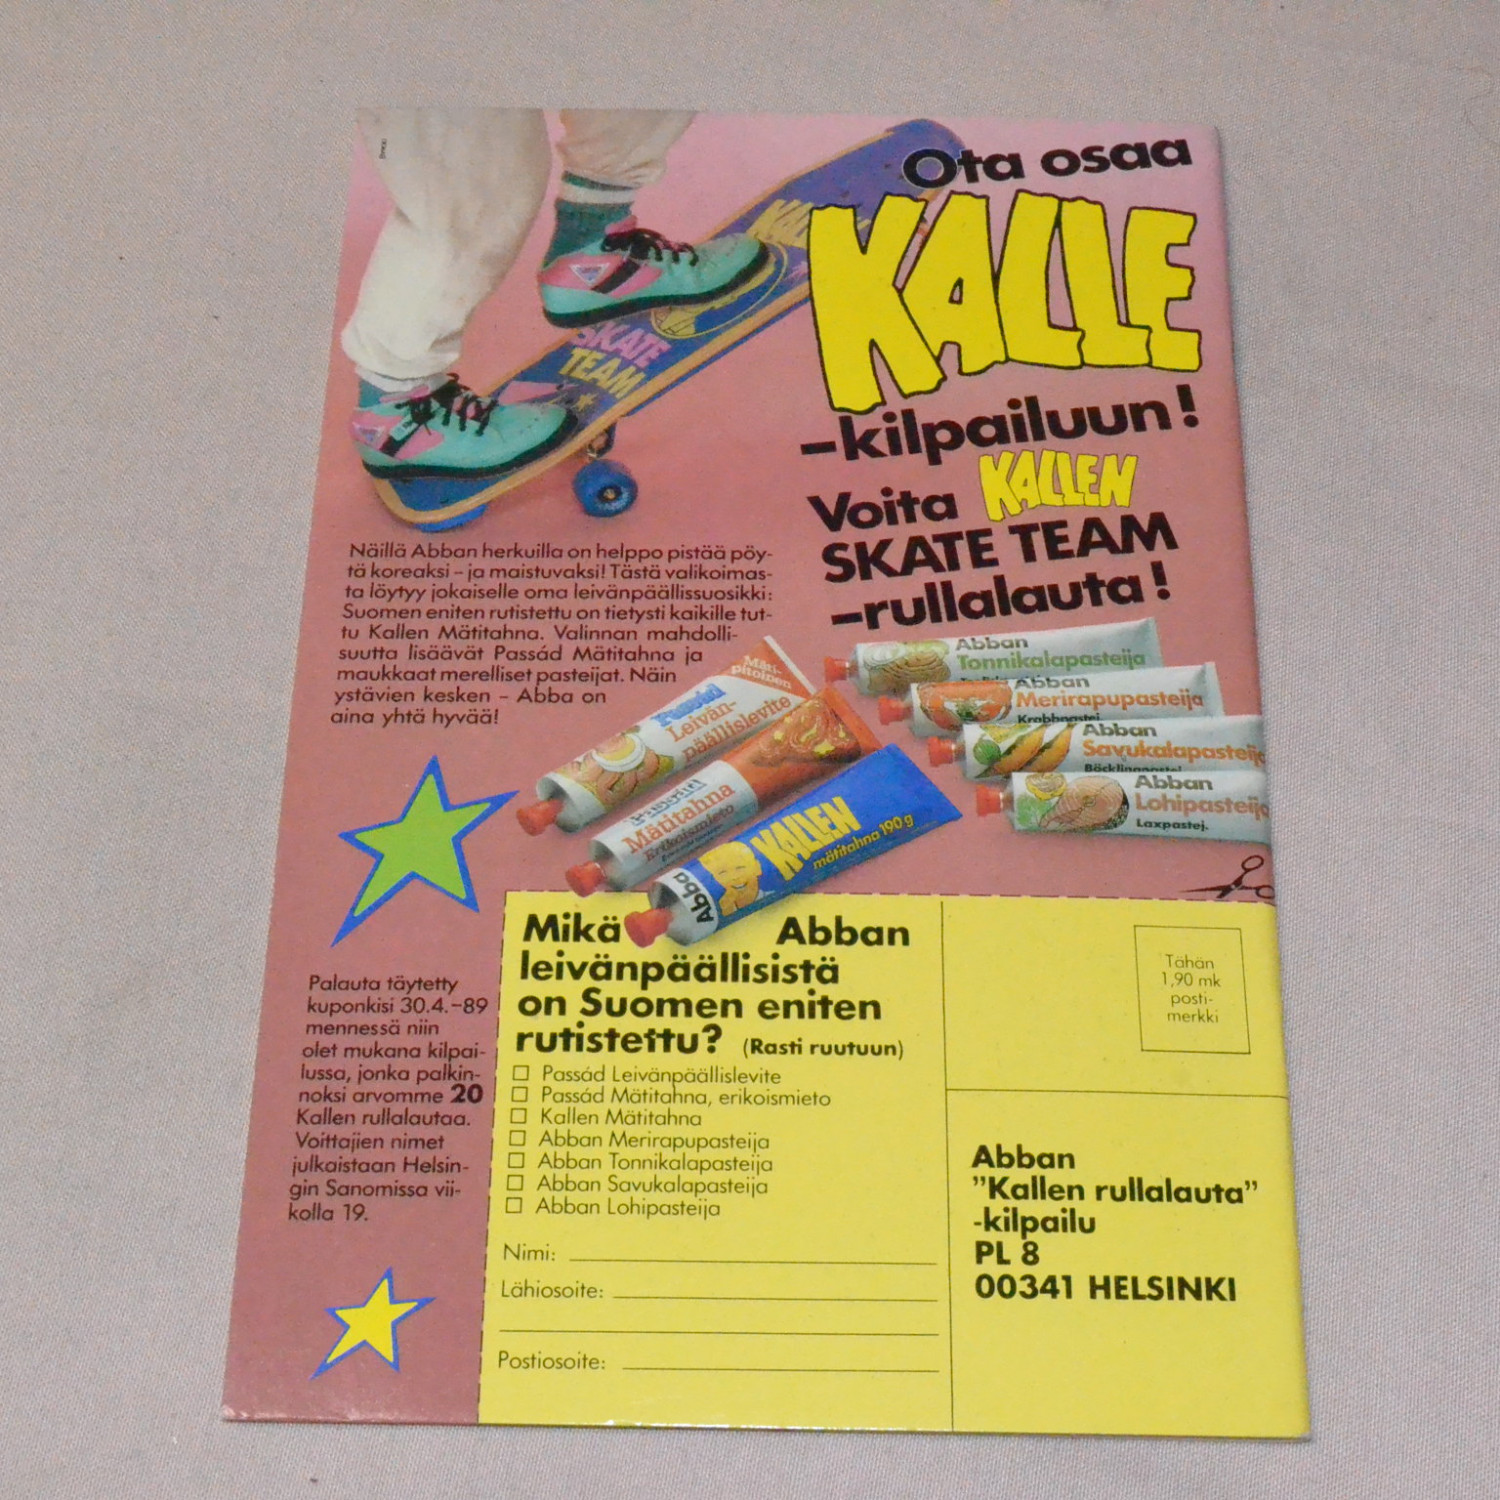 Ota osaa
KALLE
–kilpailuun!
Voita KALLEN
SKATE TEAM
–rullalauta!
KALL
SKATE
TEAM
Näillä Abban herkuilla on helppo pistää pöy-
tä koreaksi – ja maistuvaksi! Tästä valikoimas-
ta löytyy jokaiselle oma leivänpäällissuosikki:
Suomen eniten rutistettu on tietysti kaikille tut-
tu Kallen Mätitahna. Valinnan mahdolli-
suutta lisäävät Passád Mätitahna ja
maukkaat merelliset pasteijat. Näin
ystävien kesken – Abba on
aina yhtä hyvää!
Abban
Tonnikalapasteija
Abban
Merirapupasteija
Krabbpastej
Abban
Savukalapasteija
Böcklingpastej
Abban
Lohipasteija
Laxpastej.
Mäti-
pitoinen
Passád
Leivän-
päällislevite
Mätitahna
Erikoismieto
Abba
KALLEN
mätitahna 190 g
Palauta täytetty
kuponkisi 30.4.–89
mennessä niin
olet mukana kilpai-
lussa, jonka palkin-
noksi arvomme 20
Kallen rullalautaa.
Voittajien nimet
julkaistaan Helsin-
gin Sanomissa vii-
kolla 19.
Mikä Abban
leivänpäällisistä
on Suomen eniten
rutistettu? (Rasti ruutuun)
Passád Leivänpäällislevite
Passád Mätitahna, erikoismieto
Kallen Mätitahna
Abban Merirapupasteija
Abban Tonnikalapasteija
Abban Savukalapasteija
Abban Lohipasteija
Nimi:
Lähiosoite:
Postiosoite:
Tähän
1,90 mk
posti-
merkki
Abban
”Kallen rullalauta”
-kilpailu
PL 8
00341 HELSINKI